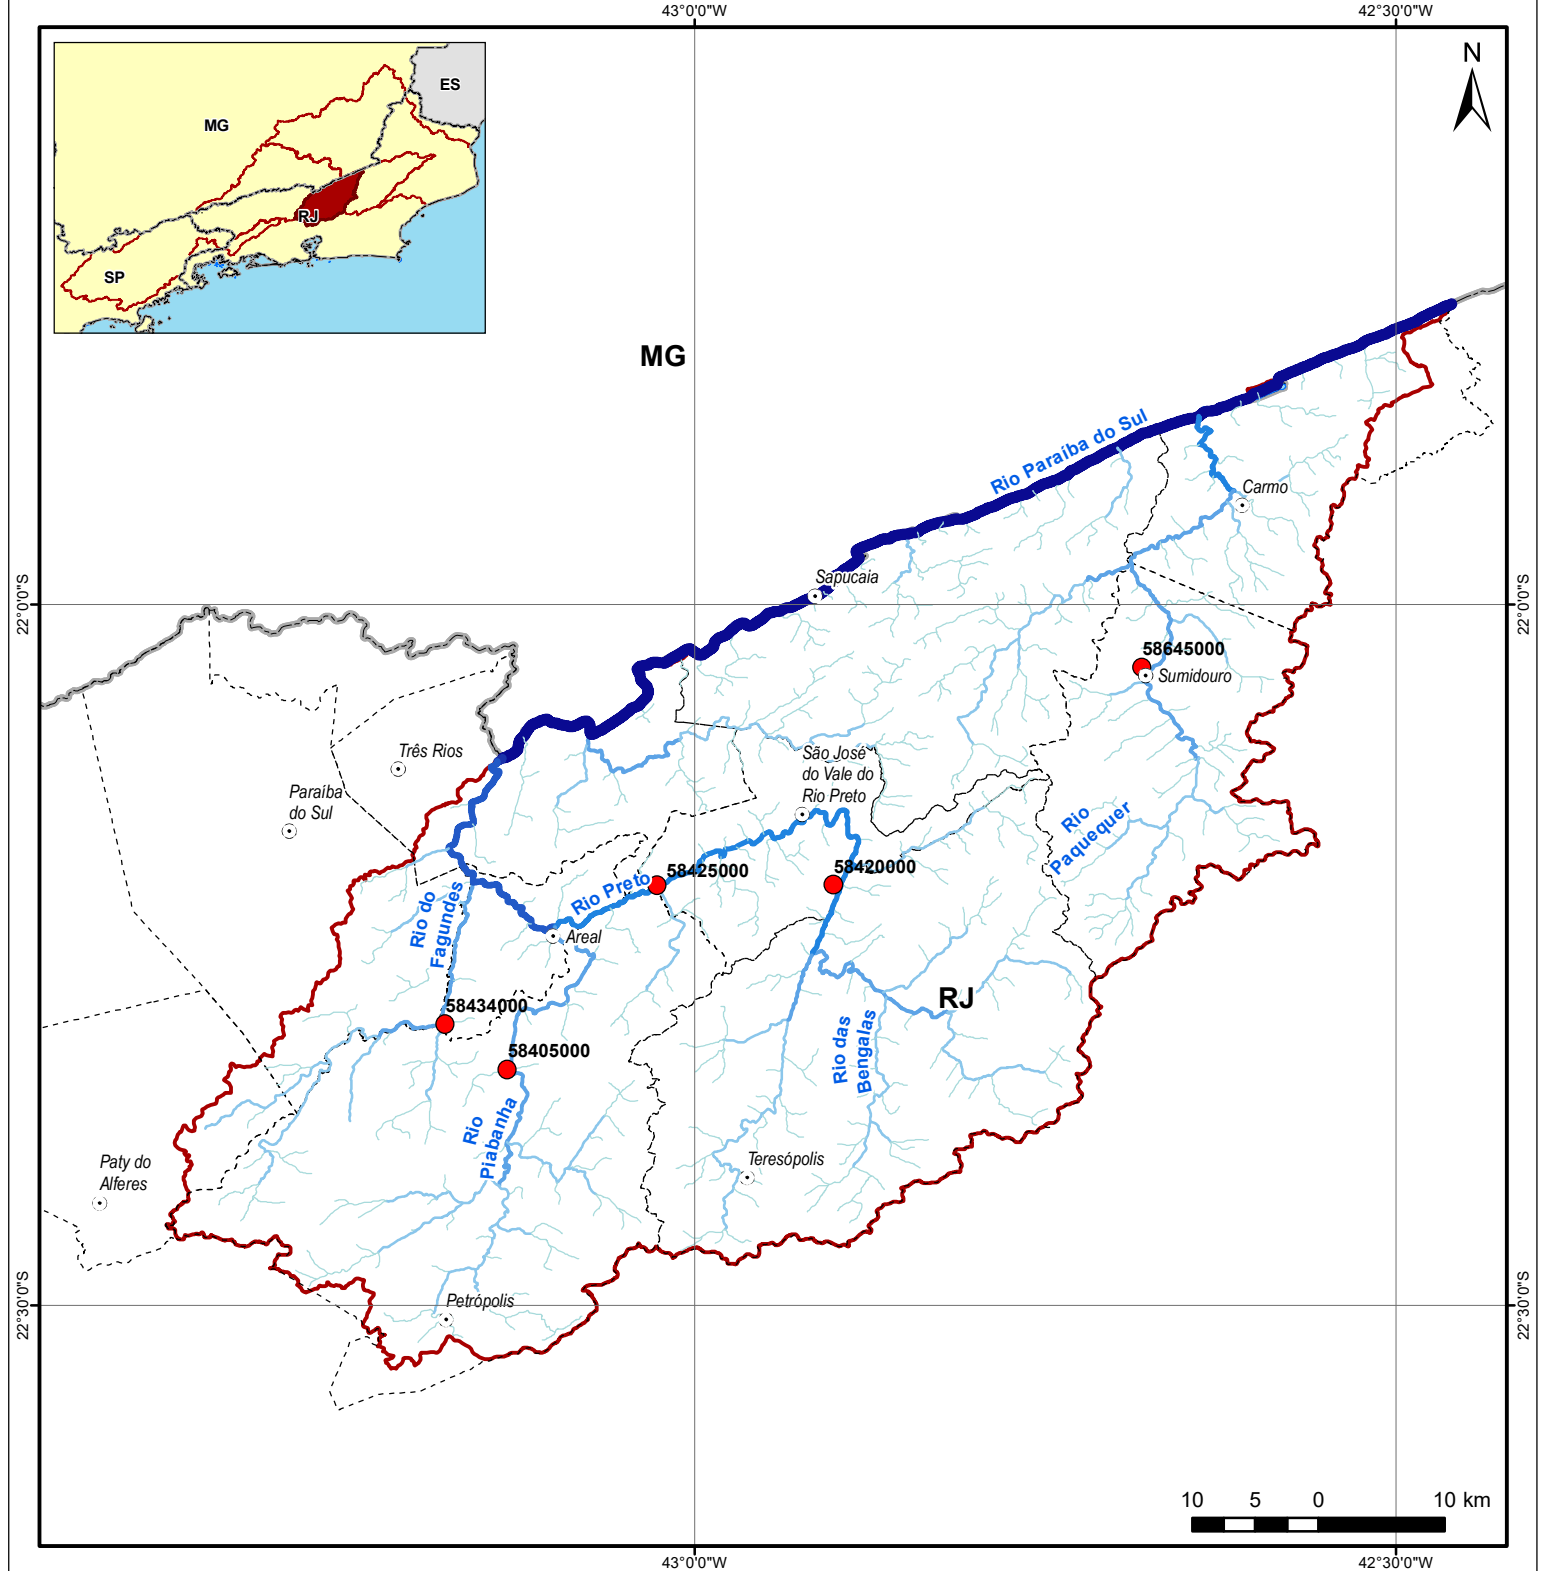 43°0'0"W
42°30'0"W
N
ES
MG
RJ
SP
MG
Rio Paraíba do Sul
Carmo
Sapucaia
22°0'0"S
22°0'0"S
58645000
Sumidouro
Três Rios
São José
do Vale do
Rio Preto
Paraíba
do Sul
Rio
Paquequer
58425000
58420000
Rio Preto
Rio do
Fagundes
Areal
RJ
58434000
58405000
Rio das
Bengalas
Rio
Piabanha
Paty do
Alferes
Teresópolis
Petrópolis
22°30'0"S
22°30'0"S
10
5
0
10 km
43°0'0"W
42°30'0"W